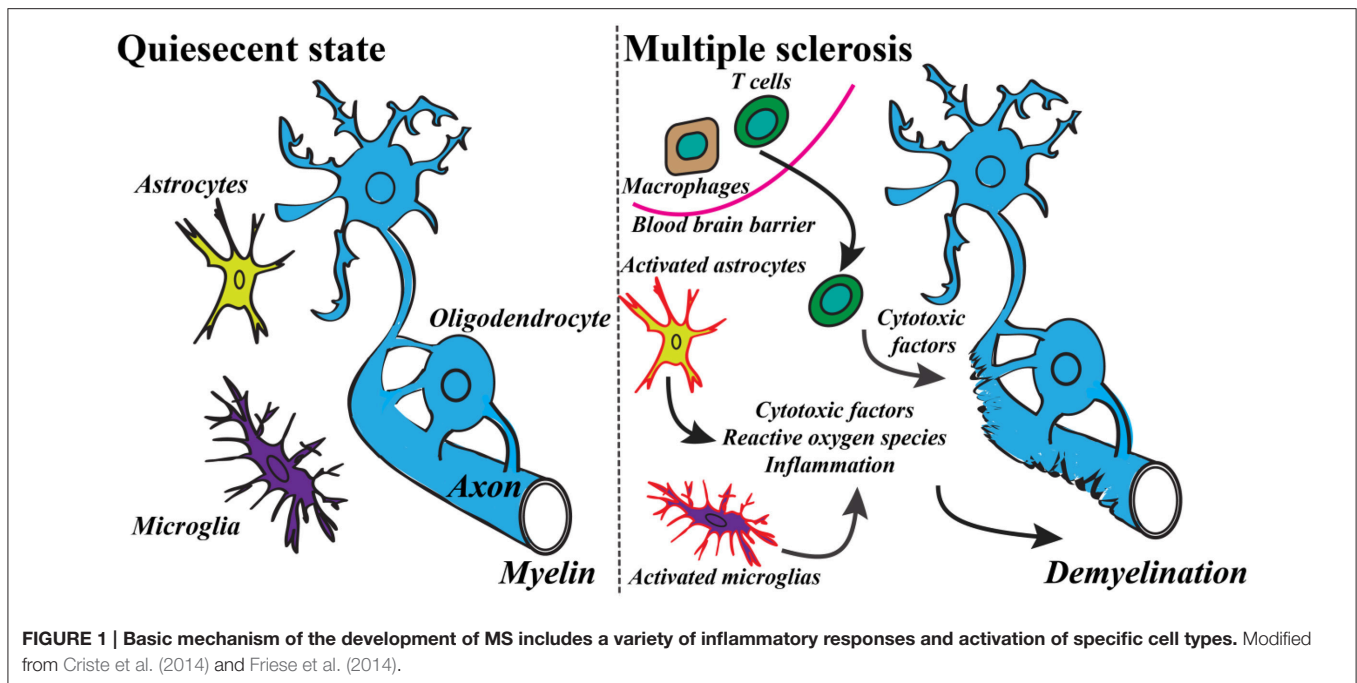 Quiesecent state
Astrocytes
Oligodendrocyte
Axon
Microglia
Myelin
Multiple sclerosis
T cells
Macrophages
Blood brain barrier
Activated astrocytes
Cytotoxic
factors
Cytotoxic factors
Reactive oxygen species
Inflammation
Activated microglias
Demyelination
FIGURE 1 | Basic mechanism of the development of MS includes a variety of inflammatory responses and activation of specific cell types. Modified
from Criste et al. (2014) and Friese et al. (2014).